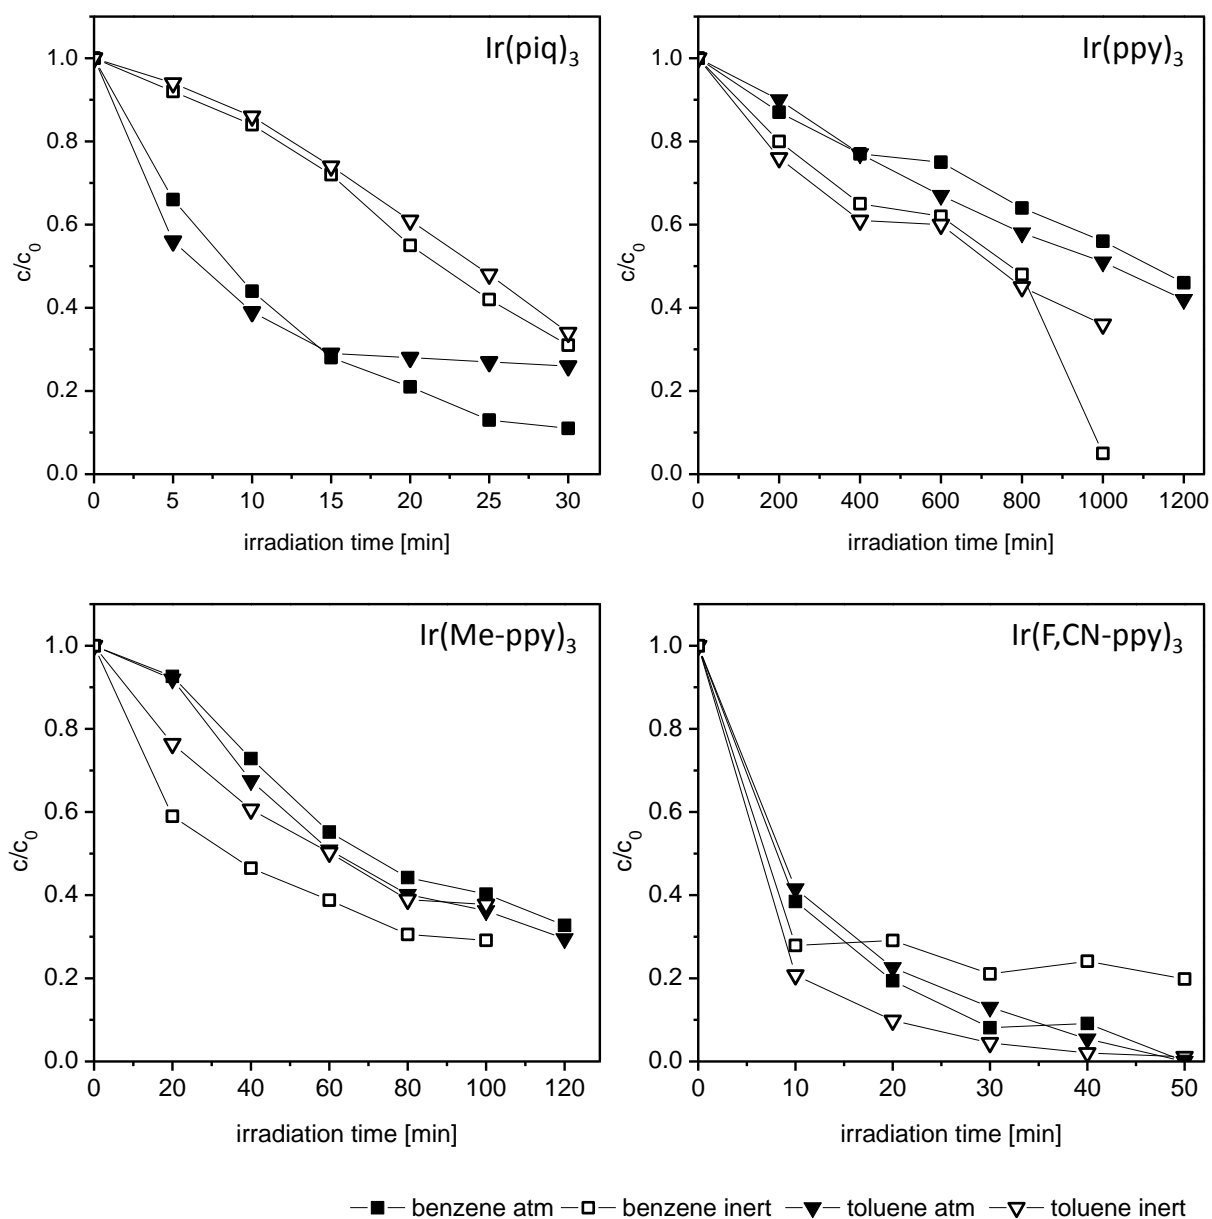 Ir(piq)3
1.0
0.8
0.6
0.4
0.2
0.0
c/c0
0 5 10 15 20 25 30
irradiation time [min]
Ir(ppy)3
1.0
0.8
0.6
0.4
0.2
0.0
c/c0
0 200 400 600 800 1000 1200
irradiation time [min]
Ir(Me-ppy)3
1.0
0.8
0.6
0.4
0.2
0.0
c/c0
0 20 40 60 80 100 120
irradiation time [min]
Ir(F,CN-ppy)3
1.0
0.8
0.6
0.4
0.2
0.0
c/c0
0 10 20 30 40 50
irradiation time [min]
benzene atm benzene inert toluene atm toluene inert